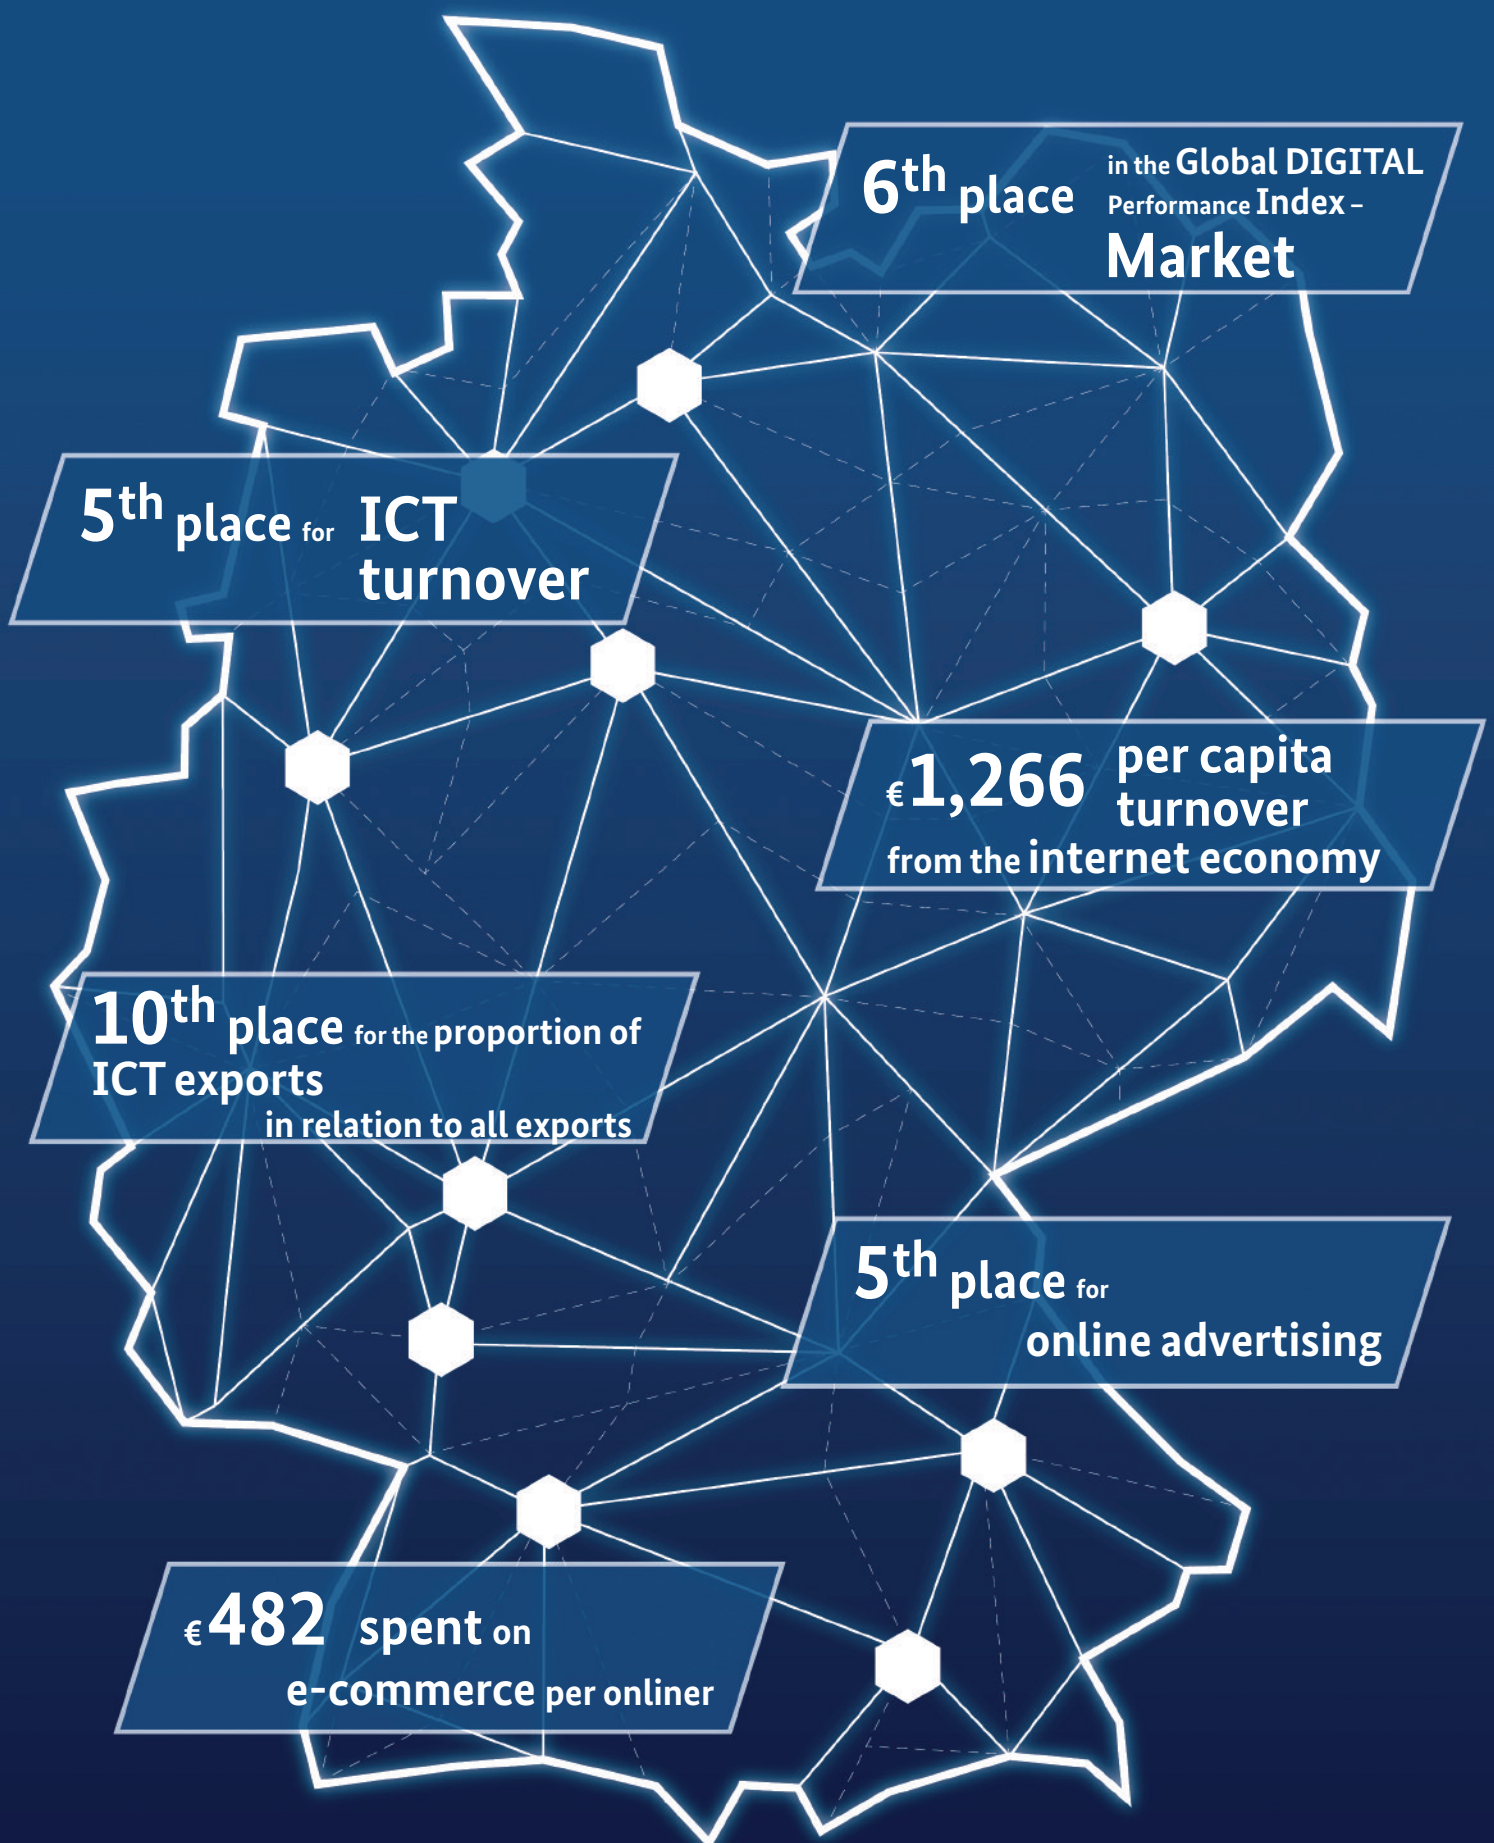 6th place in the Global DIGITAL
Performance Index –
Market
5th place for ICT
turnover
€1,266 per capita
turnover
from the internet economy
10th place for the proportion of
ICT exports
in relation to all exports
5th place for
online advertising
€482 spent on
e-commerce per onliner